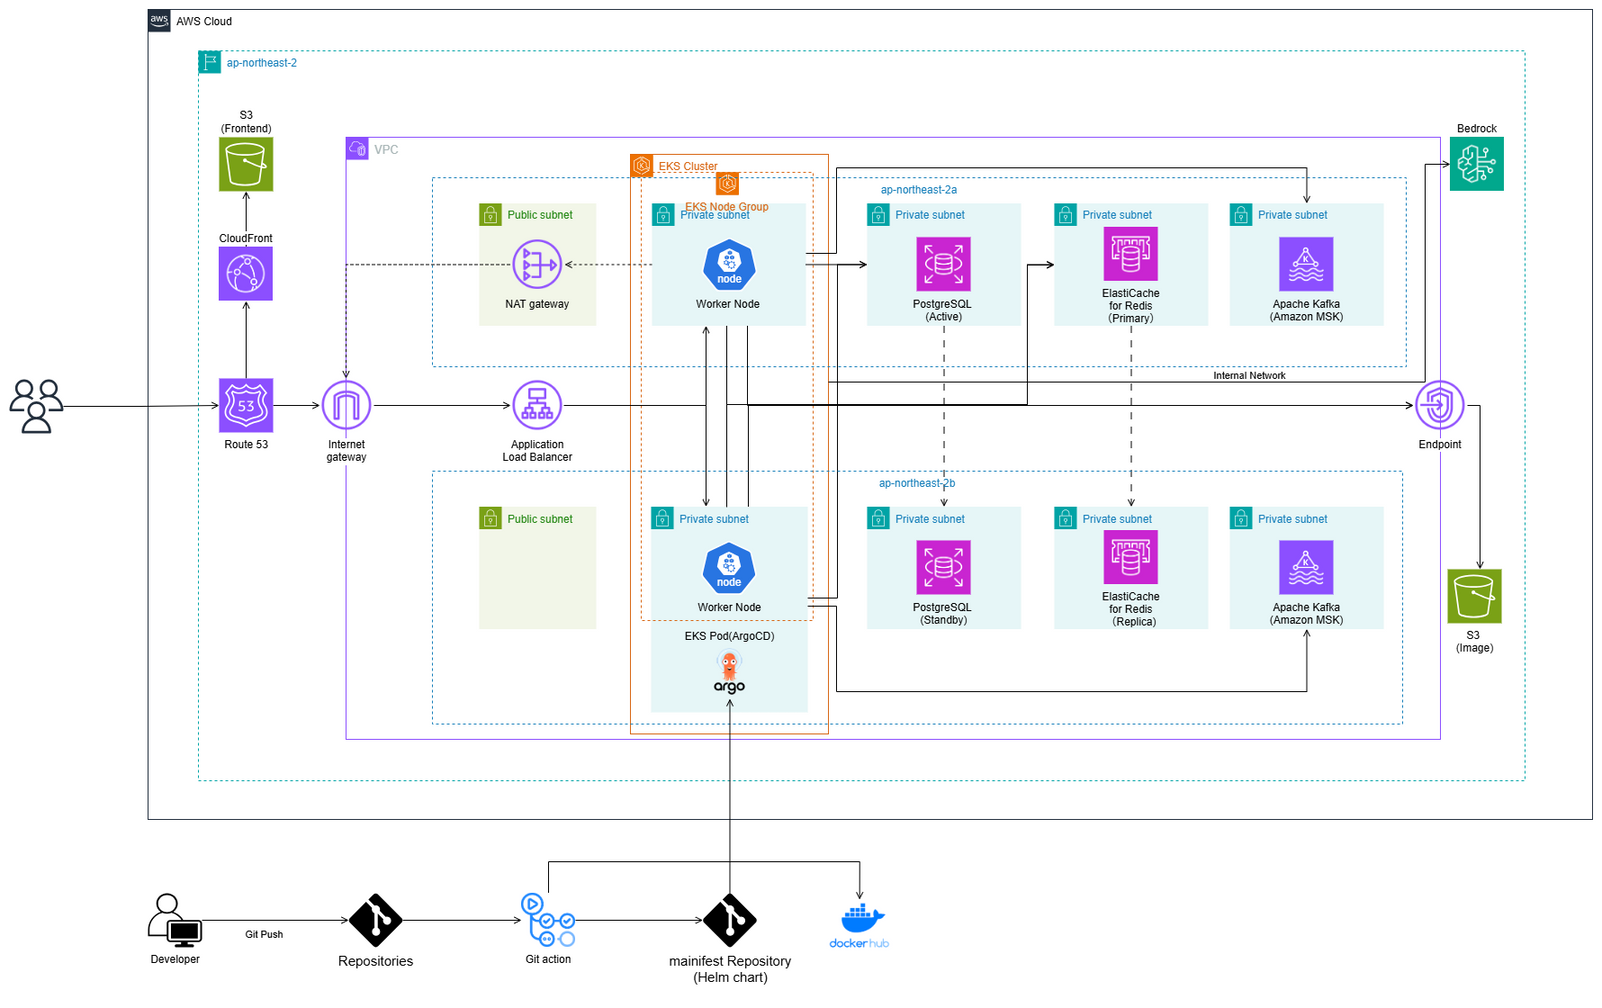 aws
AWS Cloud
ap-northeast-2
S3
(Frontend)
Bedrock
VPC
EKS Cluster
ap-northeast-2a
EKS Node Group
Public subnet
Private subnet
Private subnet
Private subnet
Private subnet
CloudFront
node
K
NAT gateway
Worker Node
PostgreSQL
(Active)
ElastiCache
for Redis
(Primary)
Apache Kafka
(Amazon MSK)
Internal Network
53
Route 53
Internet
gateway
Application
Load Balancer
Endpoint
ap-northeast-2b
Public subnet
Private subnet
Private subnet
Private subnet
Private subnet
node
K
Worker Node
PostgreSQL
(Standby)
ElastiCache
for Redis
(Replica)
Apache Kafka
(Amazon MSK)
S3
(Image)
EKS Pod(ArgoCD)
argo
Git Push
Developer
Repositories
Git action
mainifest Repository
(Helm chart)
dockerhub